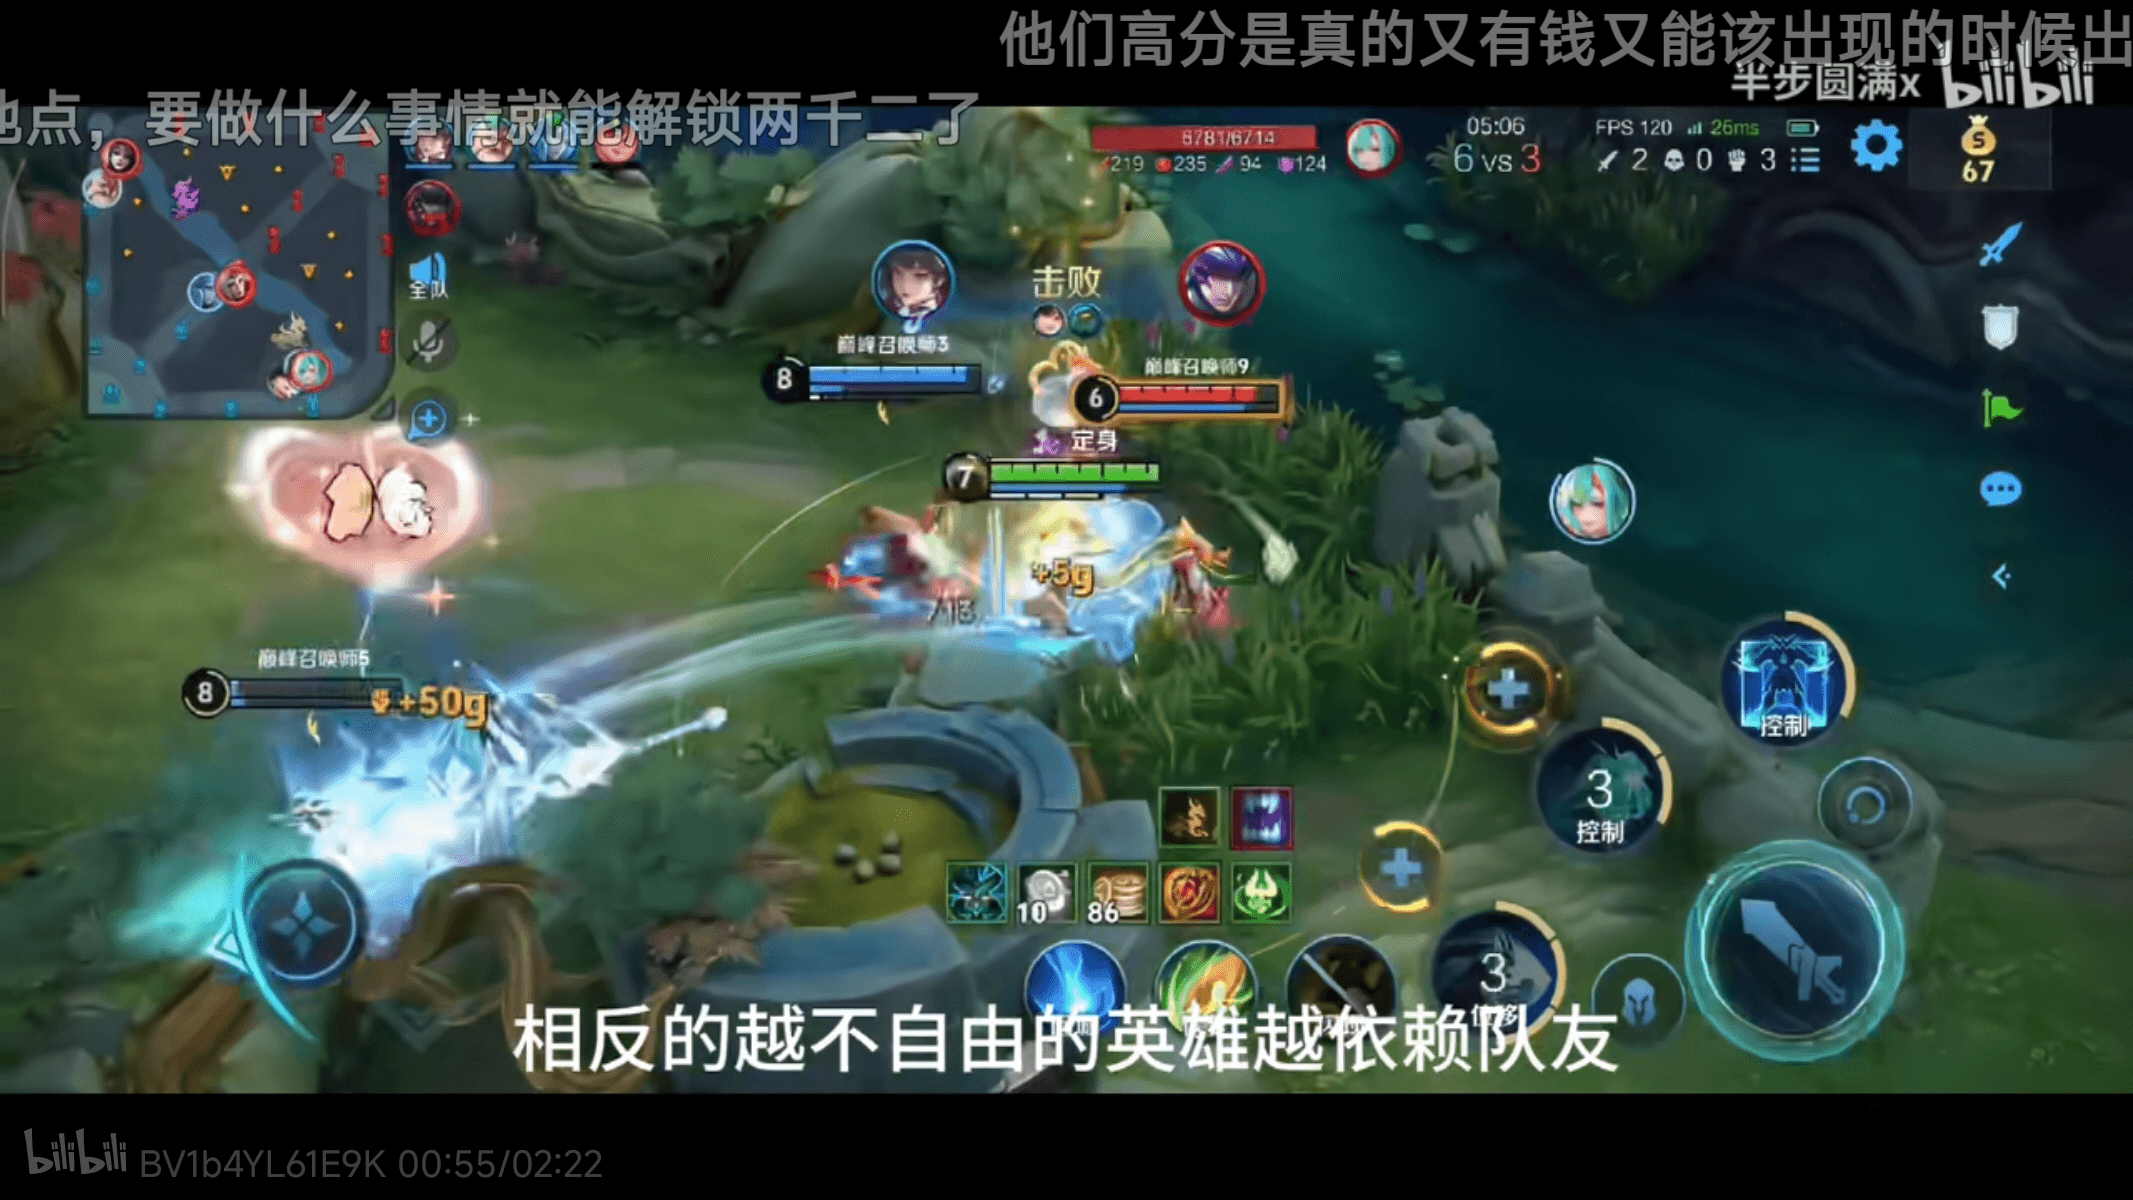 他们高分是真的又有钱又能该出现的时候出
半步圆满x bilibili
地点，要做什么事情就能解锁两千二了
6781/6714
219 235 94 124
05:06
6 vs 3
FPS 120 26ms
2 0 3
67
全队
击败
巅峰召唤师3
8
巅峰召唤师9
6
定身
7
+5g
巅峰召唤师5
8
+50g
控制
3
控制
10
86
3
位移
相反的越不自由的英雄越依赖队友
bilibili BV1b4YL61E9K 00:55/02:22